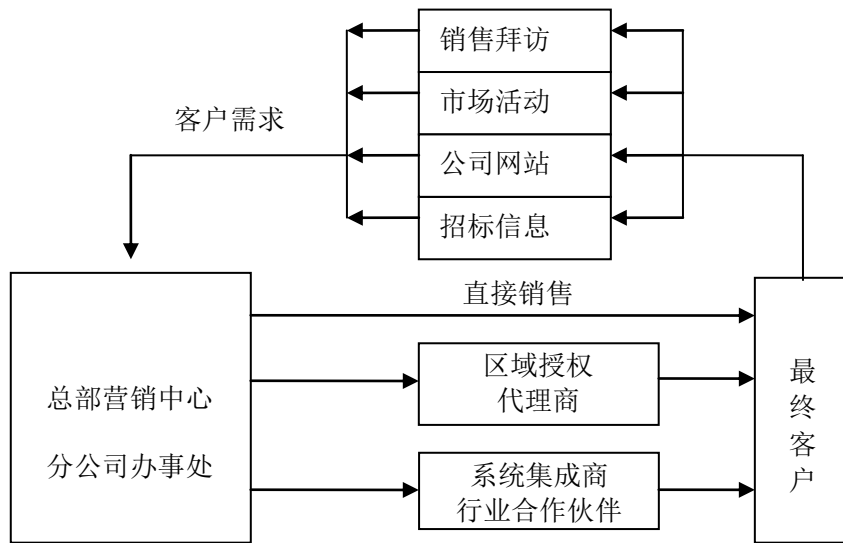 销售拜访
市场活动
客户需求
公司网站
招标信息
直接销售
区域授权
代理商
总部营销中心
分公司办事处
系统集成商
行业合作伙伴
最
终
客
户